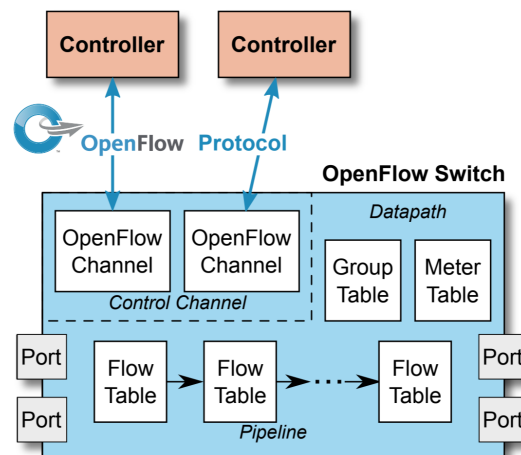 Controller
Controller
OpenFlow Protocol
™
OpenFlow Switch
OpenFlow
Channel
OpenFlow
Channel
Control Channel
Datapath
Group
Table
Meter
Table
Port
Port
Flow
Table
Flow
Table
...
Flow
Table
Port
Port
Pipeline